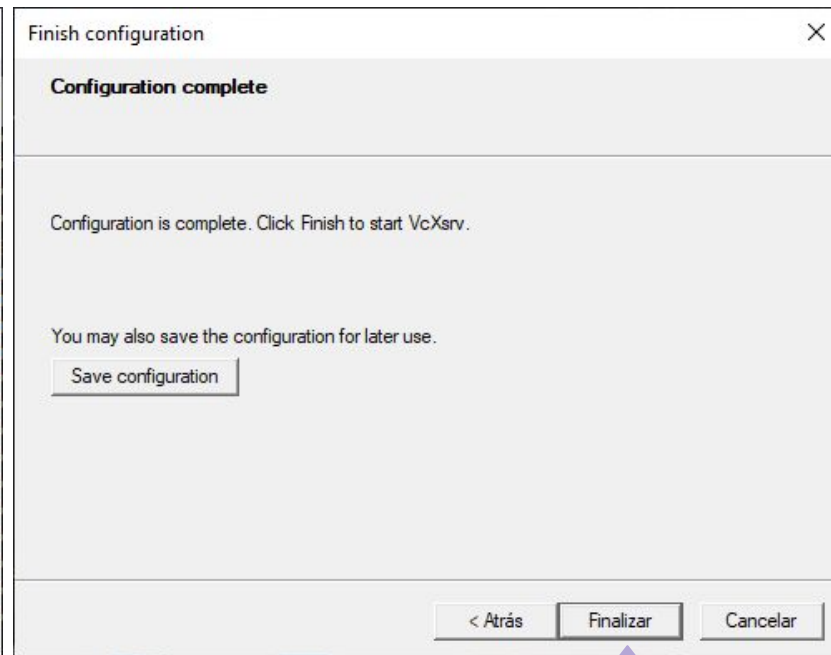 Finish configuration
Configuration complete
Configuration is complete. Click Finish to start VcXsrv.
You may also save the configuration for later use.
Save configuration
< Atrás Finalizar Cancelar